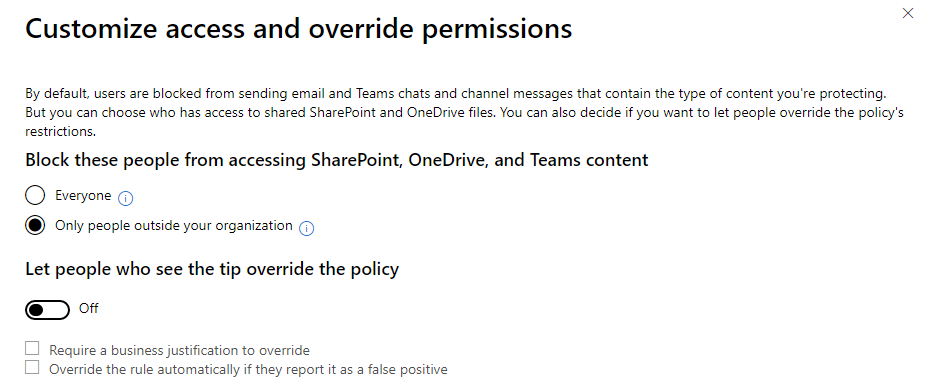 Customize access and override permissions
By default, users are blocked from sending email and Teams chats and channel messages that contain the type of content you're protecting.
But you can choose who has access to shared SharePoint and OneDrive files. You can also decide if you want to let people override the policy's
restrictions.
Block these people from accessing SharePoint, OneDrive, and Teams content
Everyone
Only people outside your organization
Let people who see the tip override the policy
Off
Require a business justification to override
Override the rule automatically if they report it as a false positive